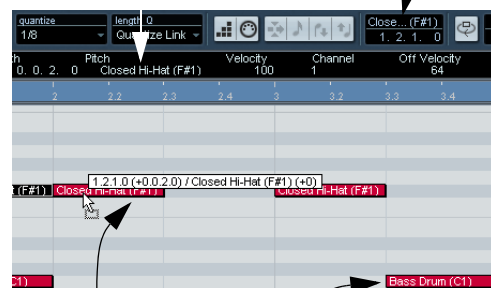 quantize length Q Close... (F#1)
1/8 Quantize Link 1. 2. 1. 0
Pitch Velocity Channel Off Velocity
0. 0. 2. 0 Closed Hi-Hat (F#1) 100 1 64
2 2.2 2.3 2.4 3 3.2 3.3 3.4
1.2.1.0 (+0.0.2.0) / Closed Hi-Hat (F#1) (+0)
(F#1) Closed Hi-Hat (F#1) Closed Hi-Hat (F#1)
C1) Bass Drum (C1)